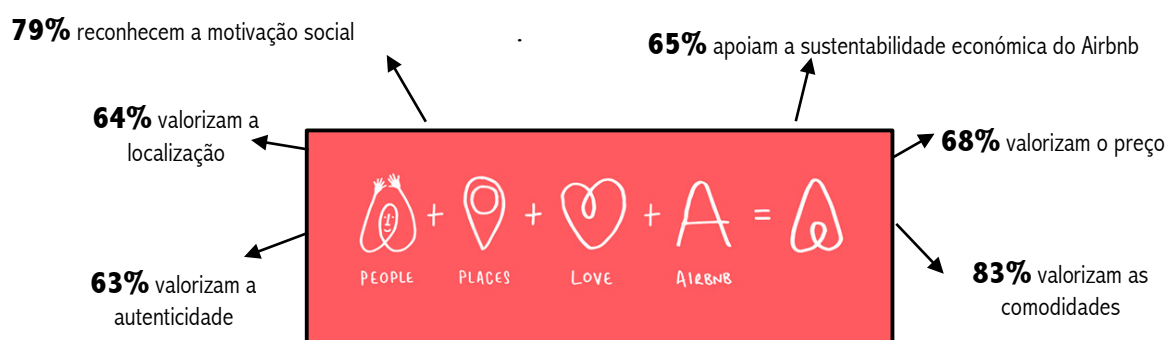 79% reconhecem a motivação social
65% apoiam a sustentabilidade económica do Airbnb
64% valorizam a
localização
68% valorizam o preço
+ + + A =
PEOPLE PLACES LOVE AIRBNB
63% valorizam a
autenticidade
83% valorizam as
comodidades